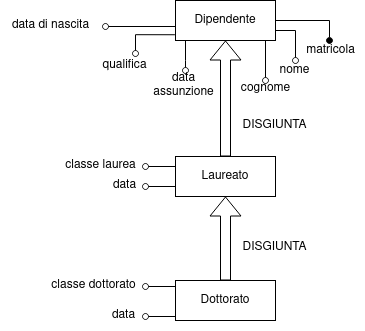 data di nascita
Dipendente
qualifica
data
assunzione
cognome
nome
matricola
DISGIUNTA
classe laurea
data
Laureato
DISGIUNTA
classe dottorato
data
Dottorato